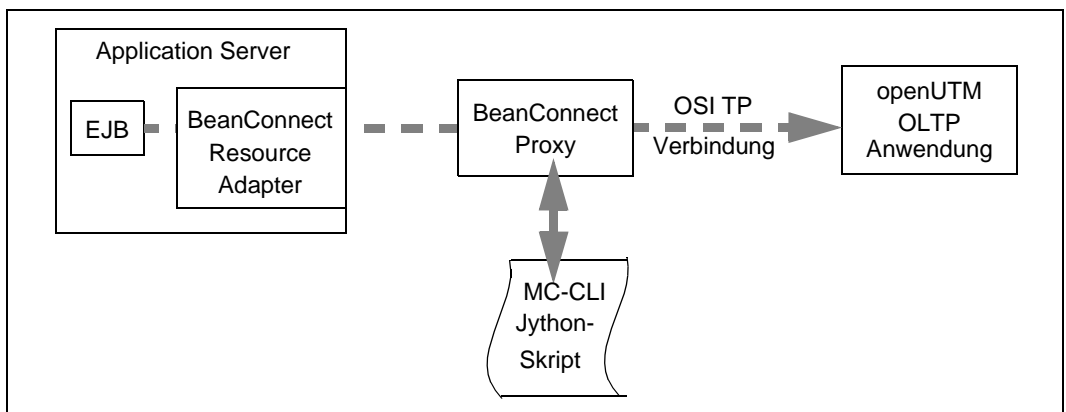 Application Server
EJB
BeanConnect
Resource
Adapter
BeanConnect
Proxy
OSI TP
Verbindung
openUTM
OLTP
Anwendung
MC-CLI
Jython-
Skript